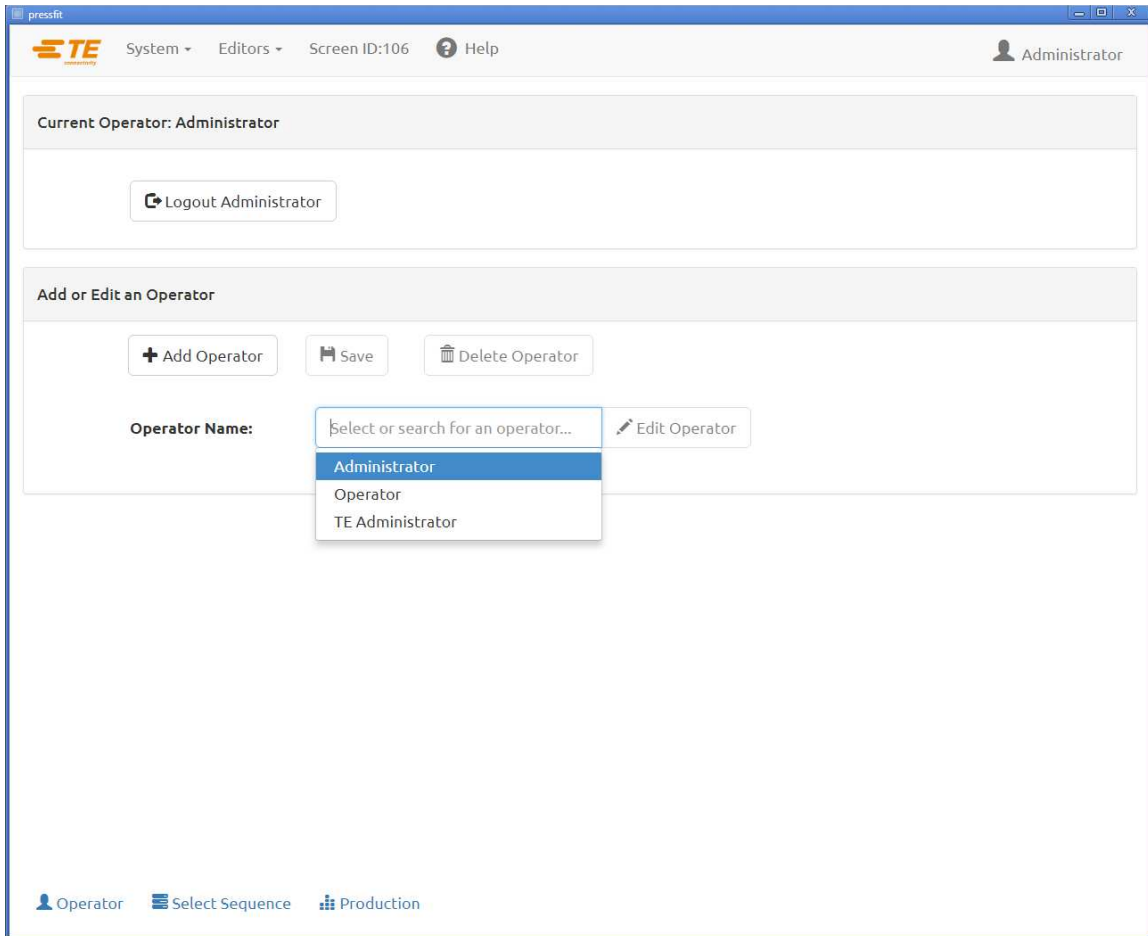 pressfit
TE
connectivity
System Editors Screen ID:106 Help Administrator
Current Operator: Administrator
Logout Administrator
Add or Edit an Operator
Add Operator Save Delete Operator
Operator Name: Select or search for an operator... Edit Operator
Administrator
Operator
TE Administrator
Operator Select Sequence Production